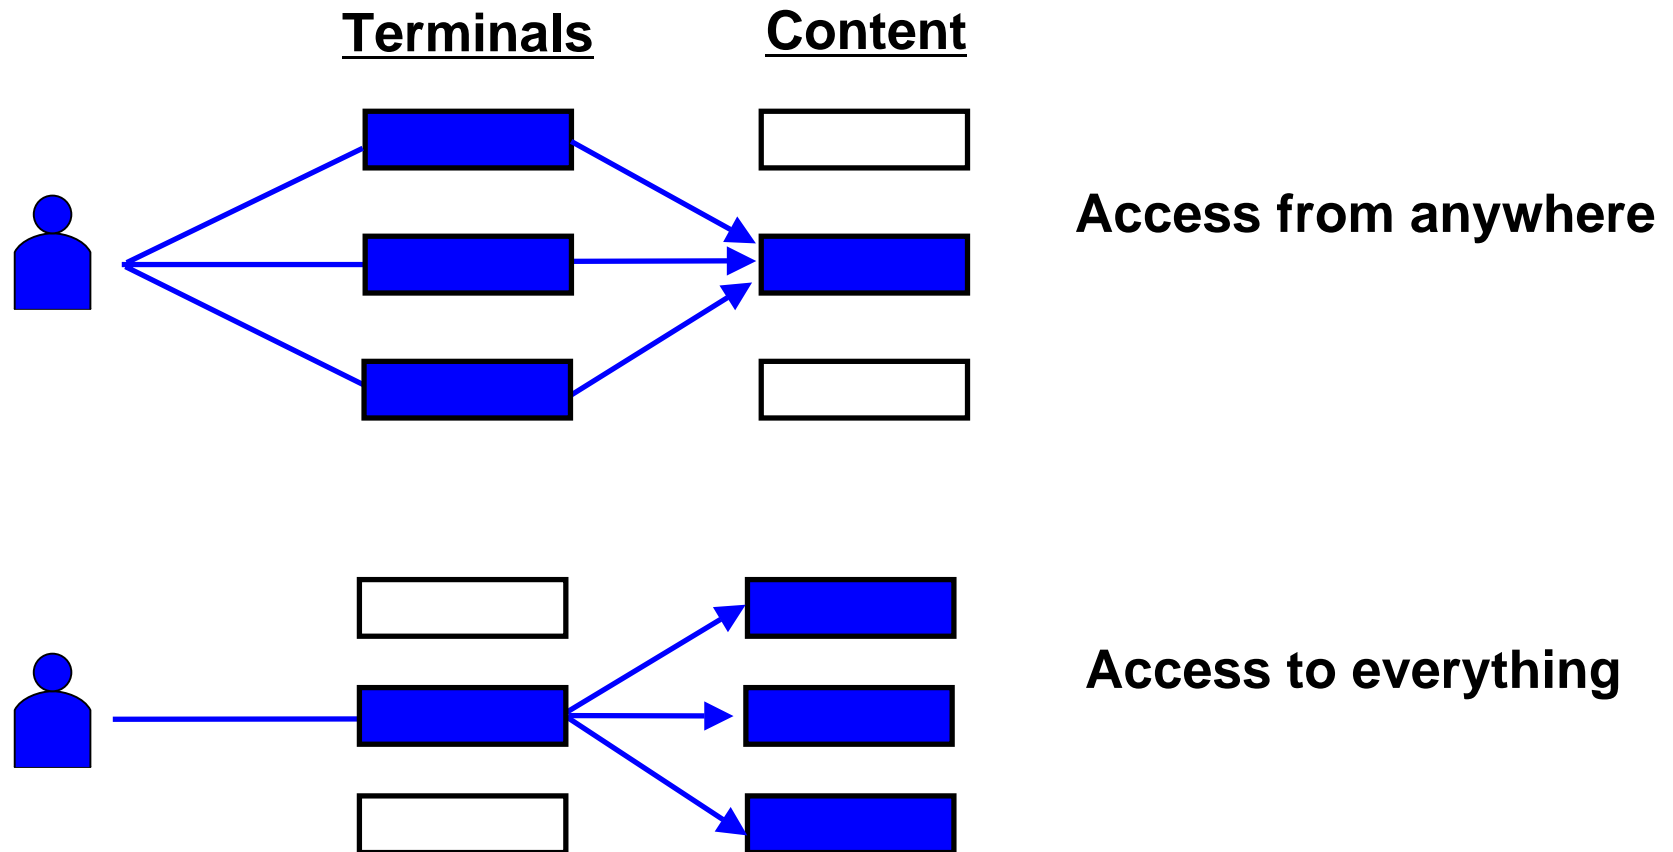 Terminals
Content
Access from anywhere
Access to everything